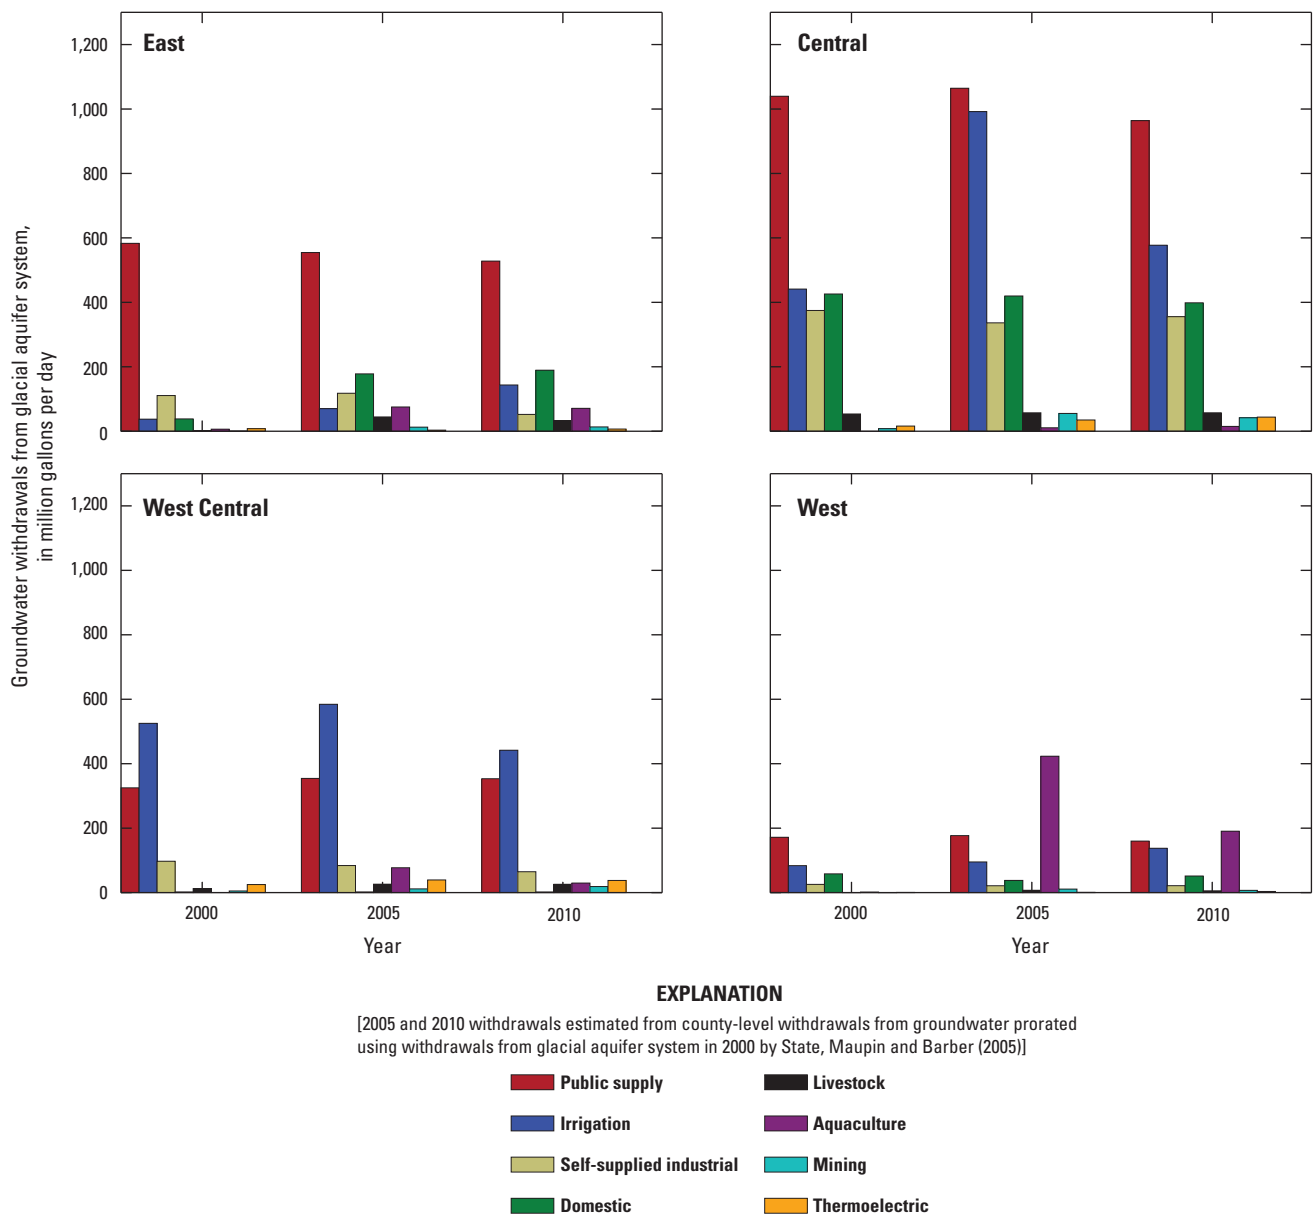 Groundwater withdrawals from glacial aquifer system,
in million gallons per day
East
1,200
1,000
800
600
400
200
0
Central
West Central
1,200
1,000
800
600
400
200
0
2000
2005
2010
Year
West
2000
2005
2010
Year
EXPLANATION
[2005 and 2010 withdrawals estimated from county-level withdrawals from groundwater prorated
using withdrawals from glacial aquifer system in 2000 by State, Maupin and Barber (2005)]
Public supply
Irrigation
Self-supplied industrial
Domestic
Livestock
Aquaculture
Mining
Thermoelectric